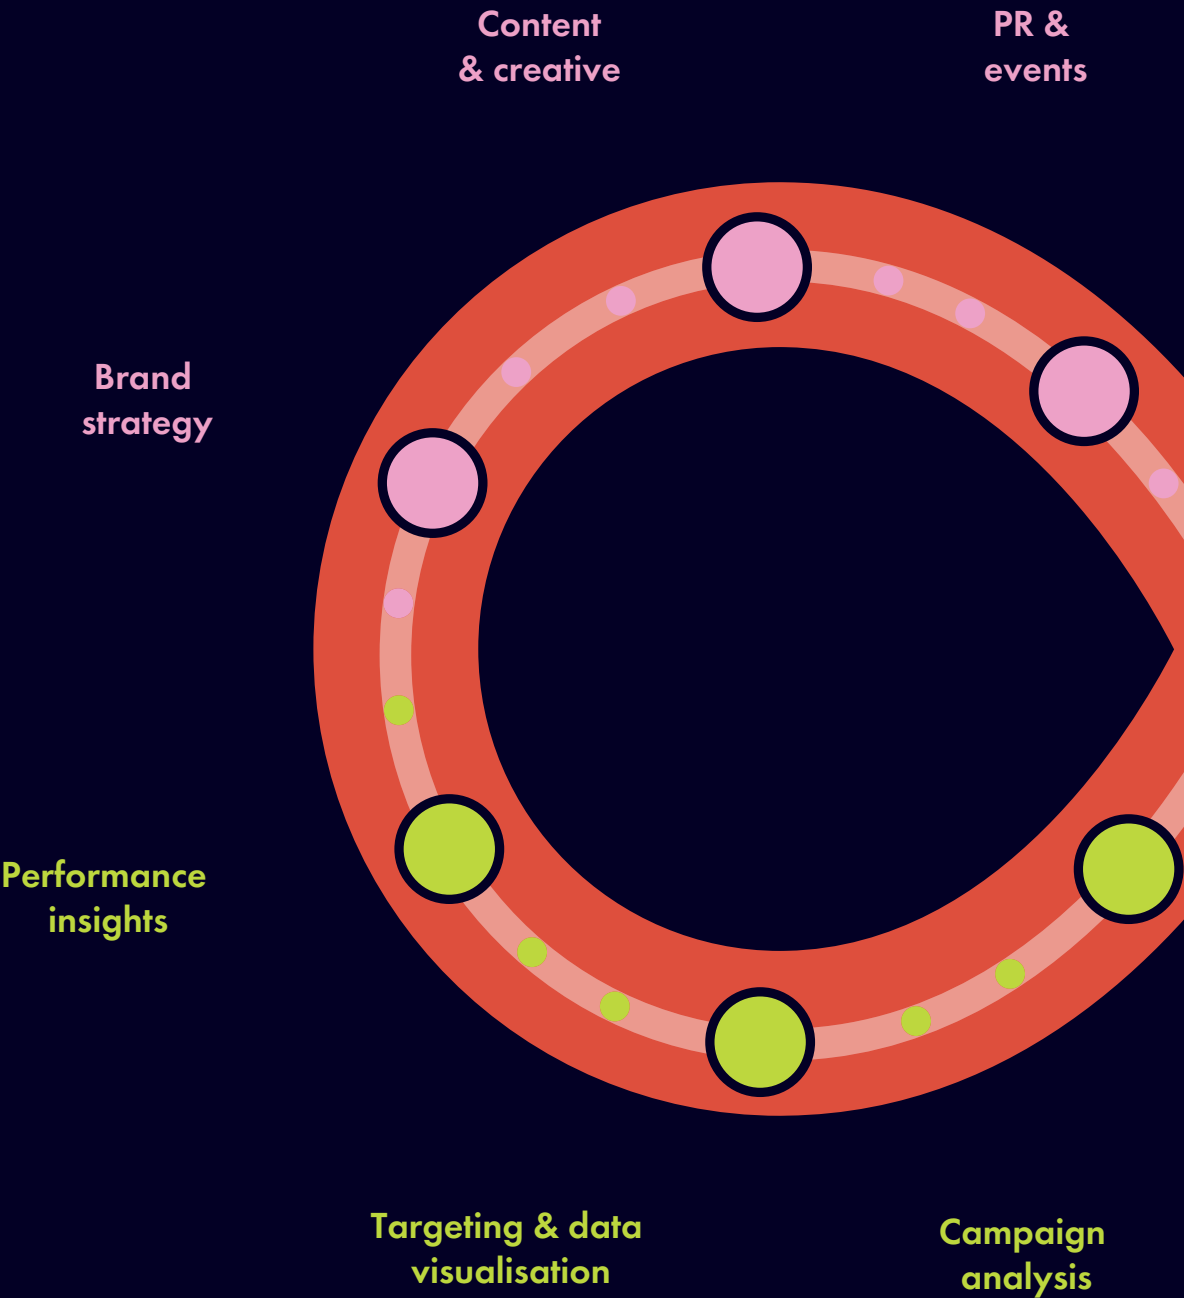 Content
& creative
PR &
events
Brand
strategy
Performance
insights
Targeting & data
visualisation
Campaign
analysis